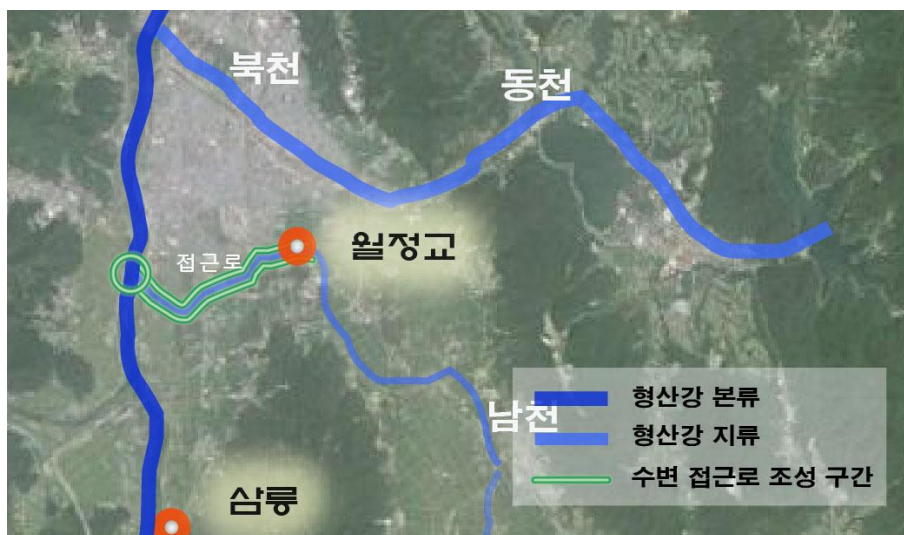 북천
동천
월정교
접근로
남천
삼릉
형산강 본류
형산강 지류
수변 접근로 조성 구간